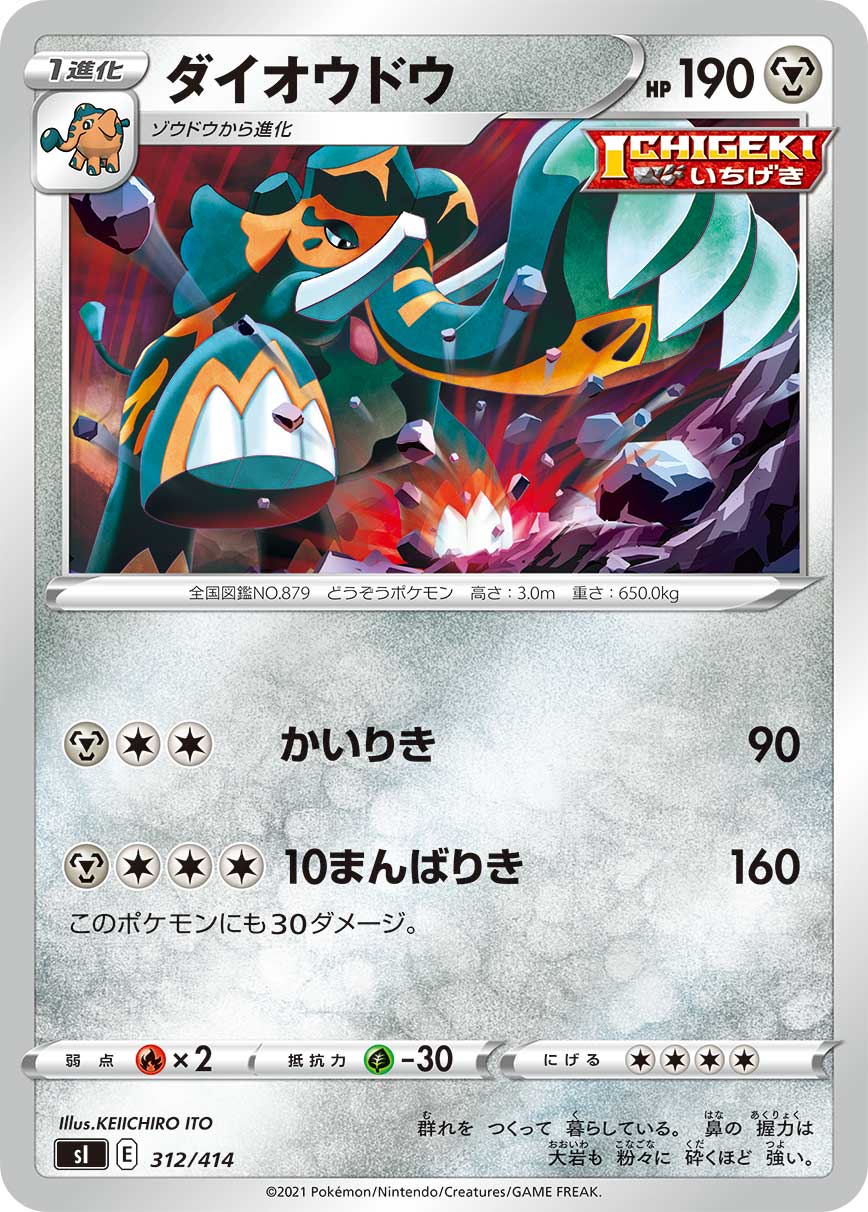 1進化
ダイオウドウ
HP 190
ゾウドウから進化
ICHIGEKI
いちげき
全国図鑑NO.879 どうぞうポケモン 高さ:3.0m 重さ:650.0kg
かいりき 90
10まんばりき 160
このポケモンにも30ダメージ。
弱点 ×2 抵抗力 -30 にげる
Illus.KEIICHIRO ITO
群れを つくって 暮らしている。 鼻の 握力は
大岩も 粉々に 砕くほど 強い。
sI E 312/414
©2021 Pokémon/Nintendo/Creatures/GAME FREAK.